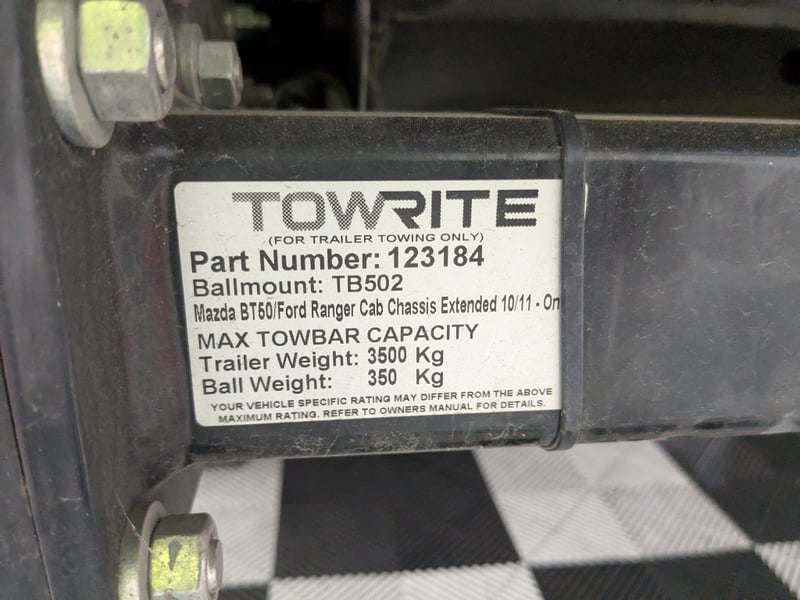 TOWRITE
(FOR TRAILER TOWING ONLY)
Part Number: 123184
Ballmount: TB502
Mazda BT50/Ford Ranger Cab Chassis Extended 10/11 - On
MAX TOWBAR CAPACITY
Trailer Weight: 3500 Kg
Ball Weight: 350 Kg
YOUR VEHICLE SPECIFIC RATING MAY DIFFER FROM THE ABOVE
MAXIMUM RATING. REFER TO OWNERS MANUAL FOR DETAILS.